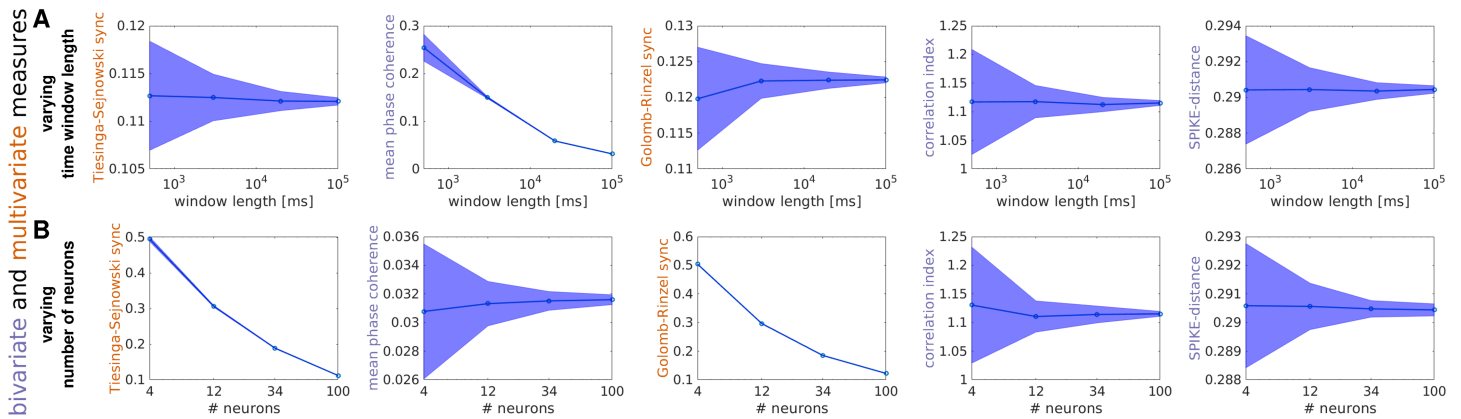 bivariate and multivariate measures
A
varying
time window length
Tiesinga-Sejnowski sync
0.12
0.115
0.11
0.105
10^3 10^4 10^5
window length [ms]
mean phase coherence
0.3
0.2
0.1
0
10^3 10^4 10^5
window length [ms]
Golomb-Rinzel sync
0.13
0.125
0.12
0.115
0.11
10^3 10^4 10^5
window length [ms]
correlation index
1.25
1.2
1.15
1.1
1.05
1
10^3 10^4 10^5
window length [ms]
SPIKE-distance
0.294
0.292
0.29
0.288
0.286
10^3 10^4 10^5
window length [ms]
B
varying
number of neurons
Tiesinga-Sejnowski sync
0.5
0.4
0.3
0.2
0.1
4 12 34 100
# neurons
mean phase coherence
0.036
0.034
0.032
0.03
0.028
0.026
4 12 34 100
# neurons
Golomb-Rinzel sync
0.6
0.5
0.4
0.3
0.2
0.1
4 12 34 100
# neurons
correlation index
1.25
1.2
1.15
1.1
1.05
1
4 12 34 100
# neurons
SPIKE-distance
0.293
0.292
0.291
0.29
0.289
0.288
4 12 34 100
# neurons